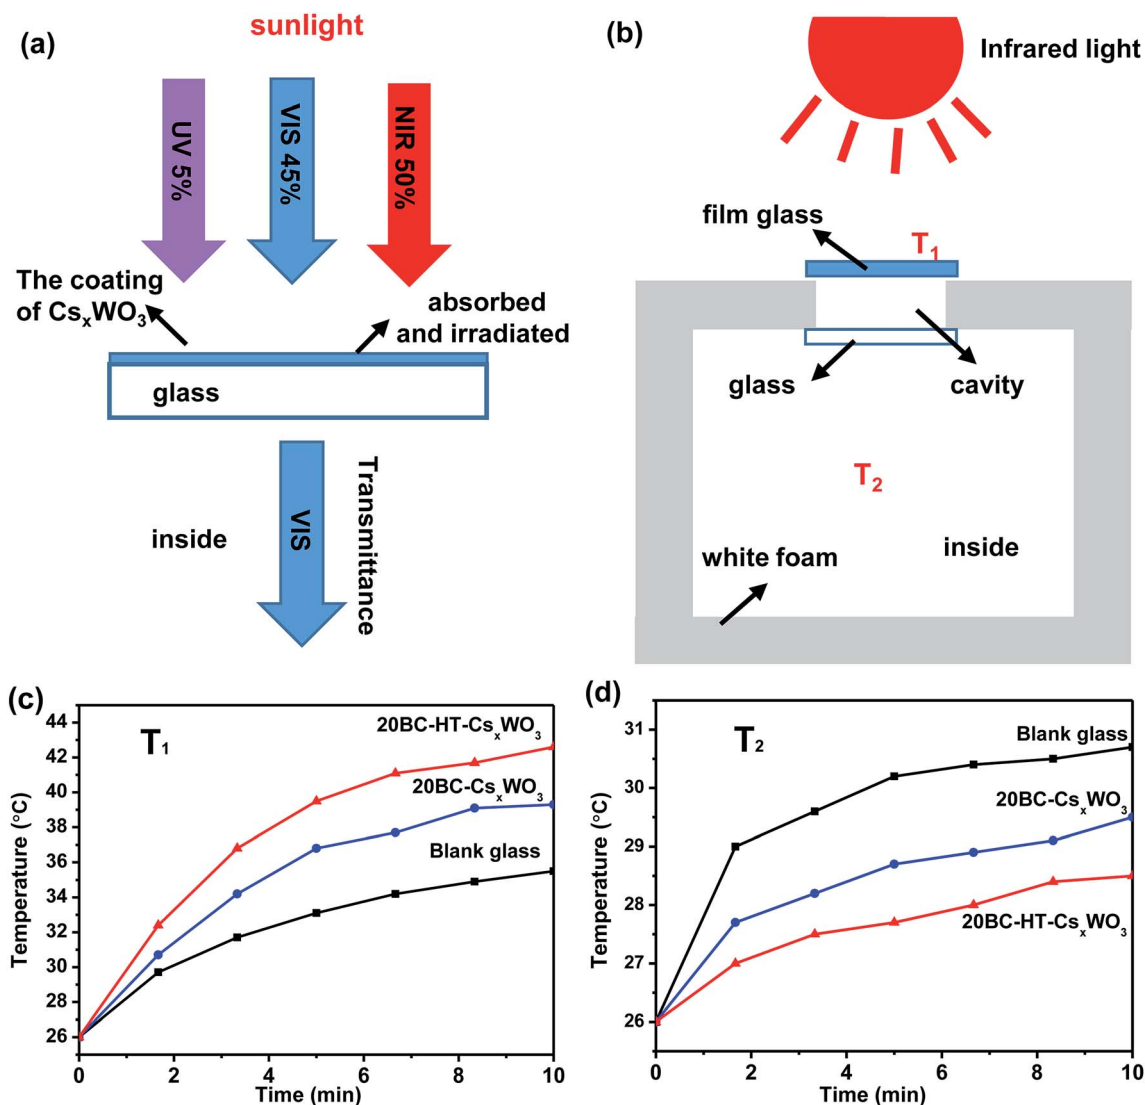 (a)
sunlight
UV 5%
VIS 45%
NIR 50%
The coating
of CsₓWO₃
absorbed
and irradiated
glass
inside
VIS
Transmittance
(b)
Infrared light
film glass
T₁
glass
cavity
T₂
white foam
inside
(c)
T₁
20BC-HT-CsₓWO₃
20BC-CsₓWO₃
Blank glass
Temperature (°C)
44
42
40
38
36
34
32
30
28
26
0
2
4
6
8
10
Time (min)
(d)
T₂
Blank glass
20BC-CsₓWO₃
20BC-HT-CsₓWO₃
Temperature (°C)
31
30
29
28
27
26
0
2
4
6
8
10
Time (min)